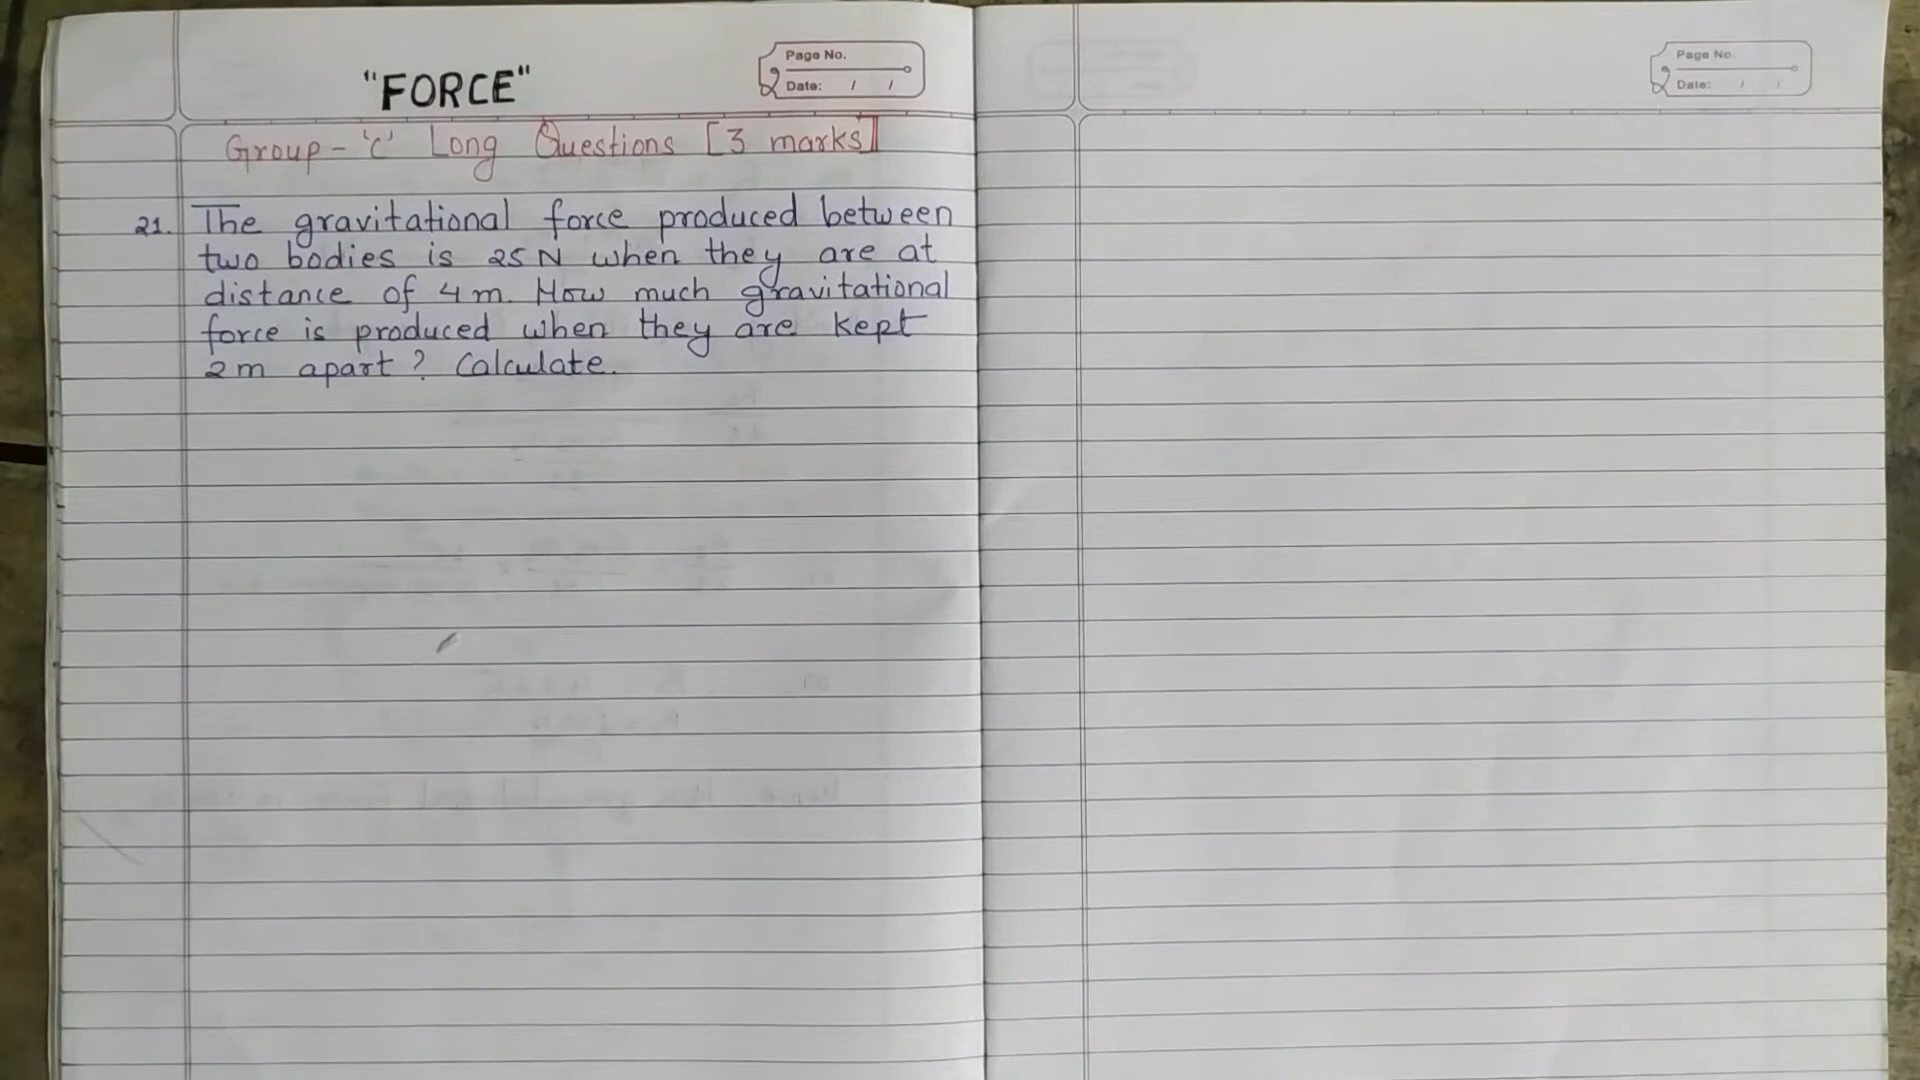 "FORCE"
Page No.
Date: / /
Group - 'c' Long Questions [3 marks]
21. The gravitational force produced between
two bodies is 25 N when they are at
distance of 4 m. How much gravitational
force is produced when they are kept
2 m apart ? Calculate.
Page No.
Date: / /